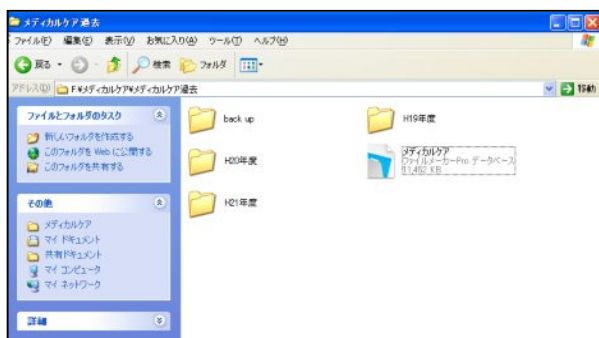 メディカルケア過去
ファイル(F) 編集(E) 表示(V) お気に入り(A) ツール(T) ヘルプ(H)
戻る 検索 フォルダ
アドレス(D) F:¥メディカルケア¥メディカルケア過去 移動
ファイルとフォルダのタスク
新しいフォルダを作成する
このフォルダを Web に公開する
このフォルダを共有する
その他
メディカルケア
マイ ドキュメント
共有ドキュメント
マイ コンピュータ
マイ ネットワーク
詳細
back up
H19年度
H20年度
メディカルケア
ファイルメーカーPro データベース
H21年度